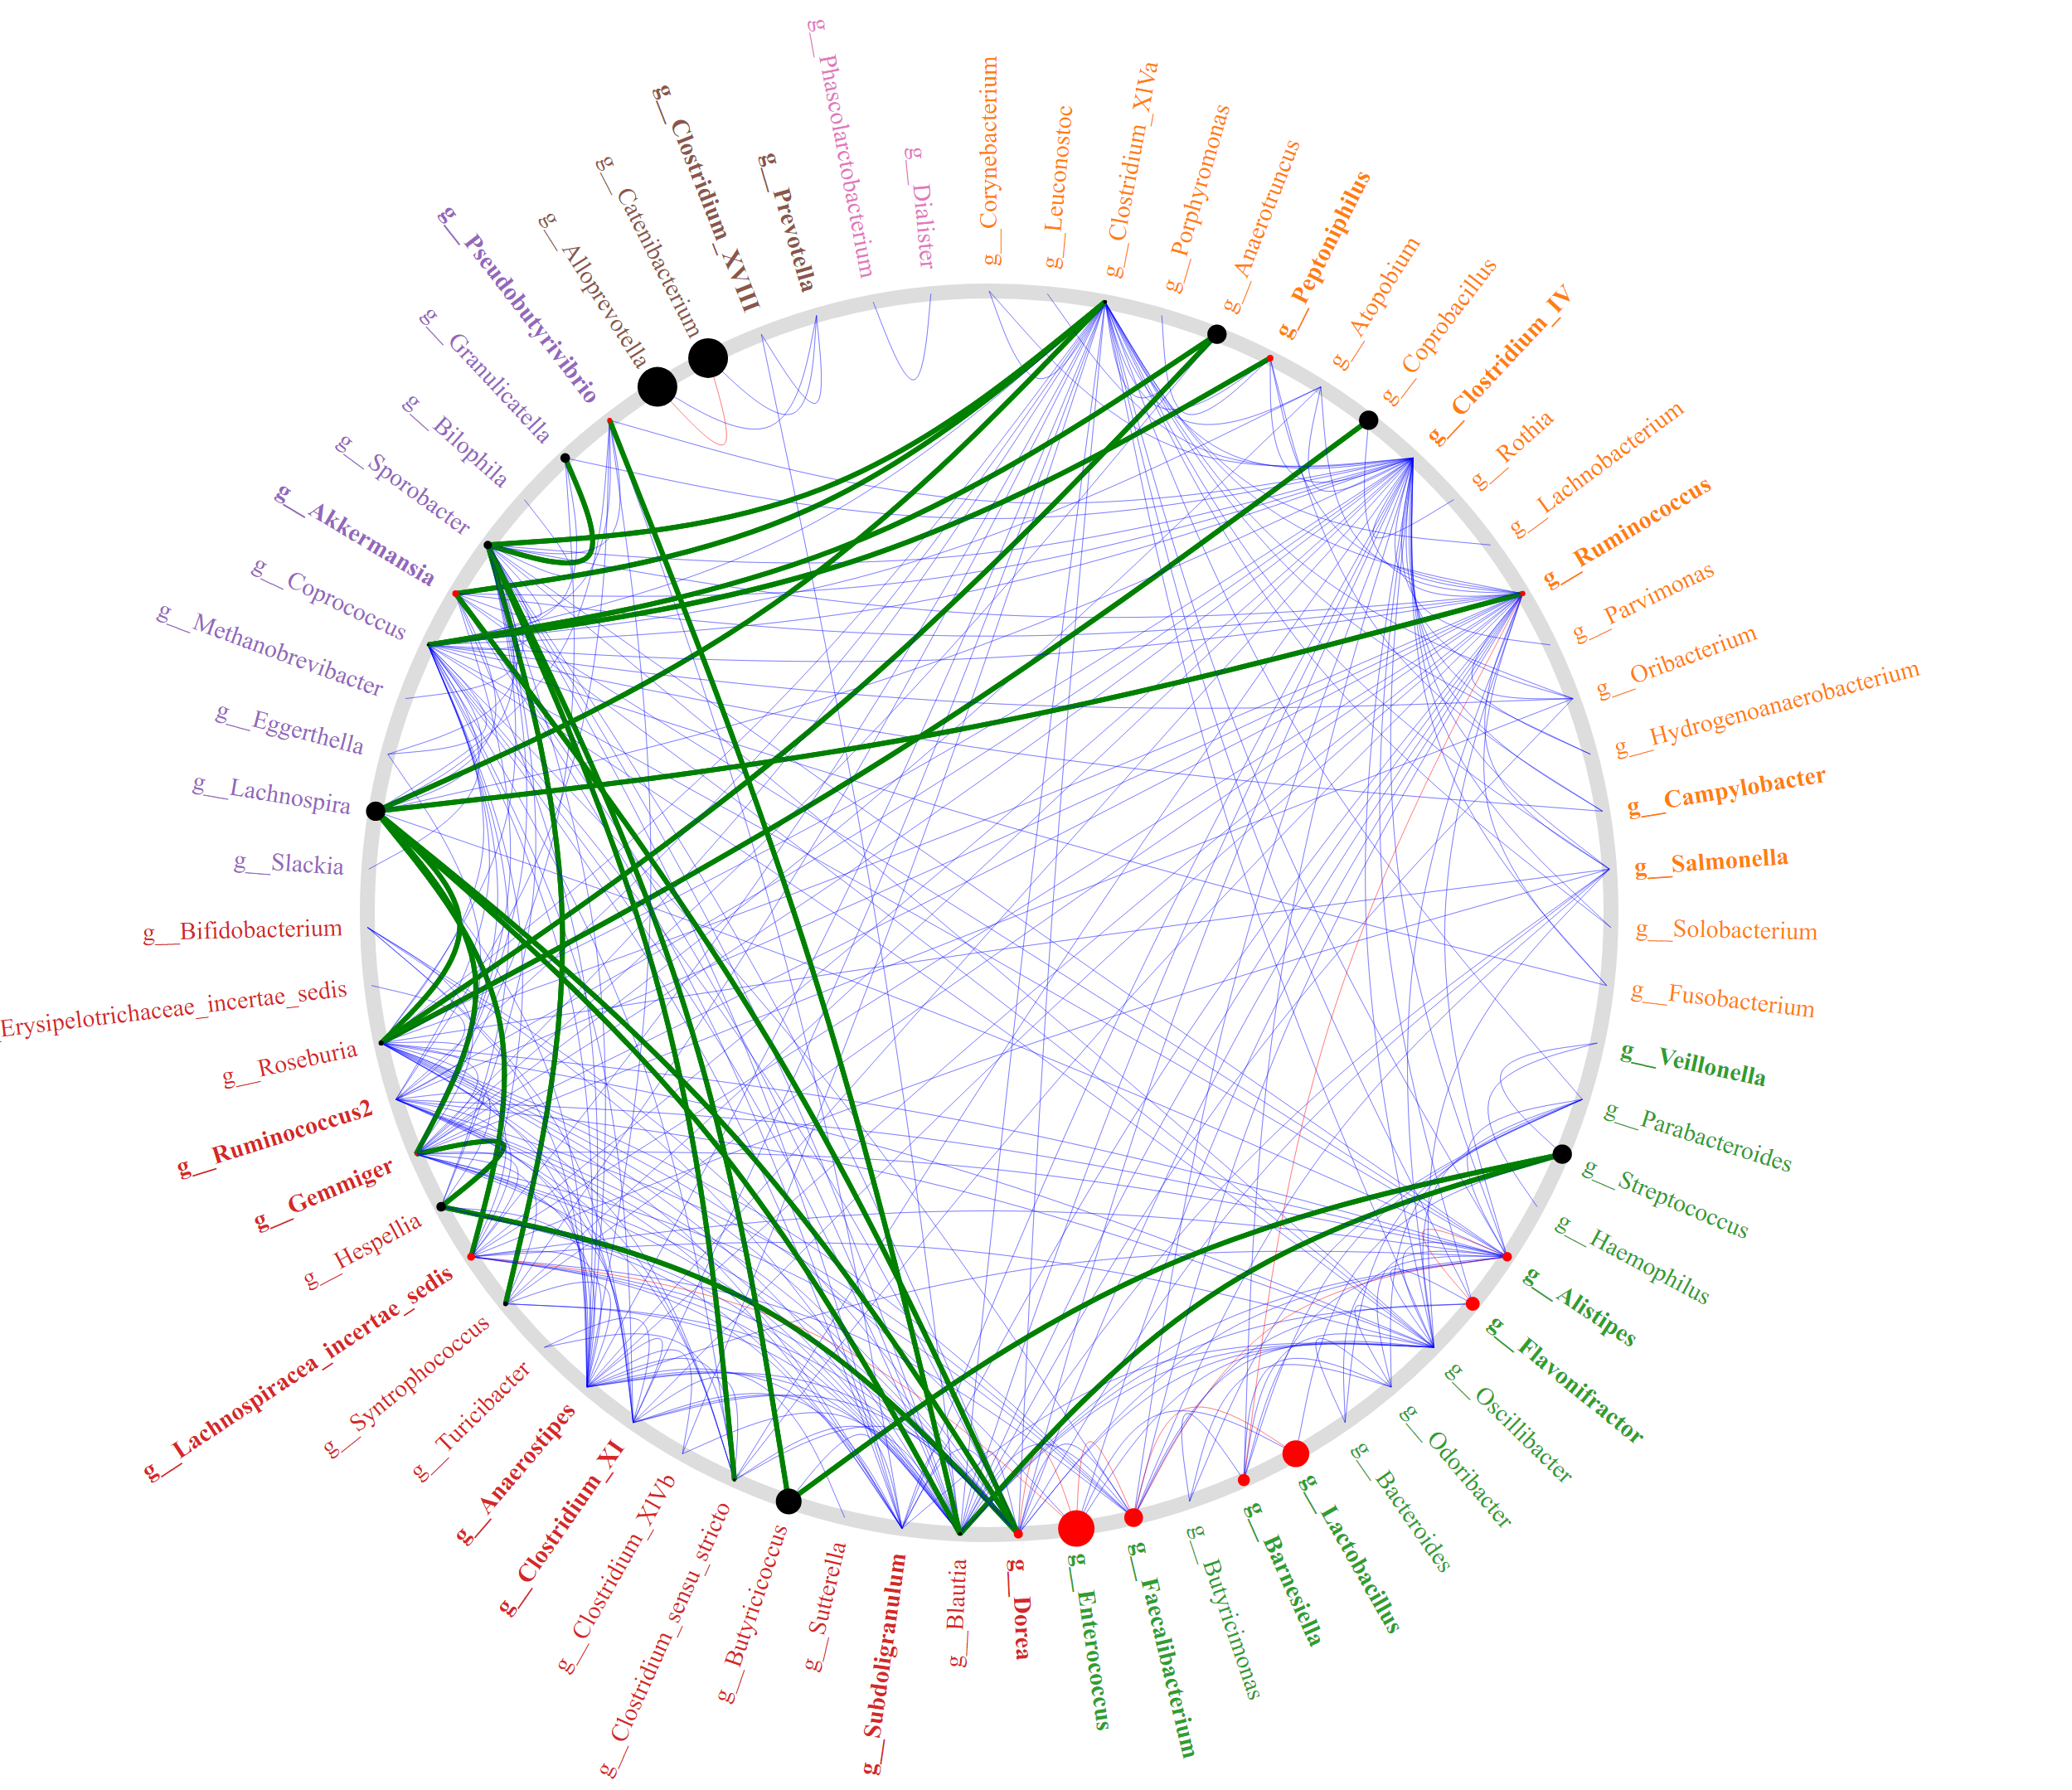 g__Corynebacterium
g__Leuconostoc
g__Clostridium_XlVa
g__Porphyromonas
g__Anaerotruncus
g__Peptoniphilus
g__Atopobium
g__Coprobacillus
g__Clostridium_IV
g__Rothia
g__Lachnobacterium
g__Ruminococcus
g__Parvimonas
g__Oribacterium
g__Hydrogenoanaerobacterium
g__Campylobacter
g__Salmonella
g__Solobacterium
g__Fusobacterium
g__Veillonella
g__Parabacteroides
g__Streptococcus
g__Haemophilus
g__Alistipes
g__Flavonifractor
g__Oscillibacter
g__Odoribacter
g__Bacteroides
g__Lactobacillus
g__Barnesiella
g__Butyricimonas
g__Faecalibacterium
g__Enterococcus
g__Dorea
g__Blautia
g__Subdoligranulum
g__Sutterella
g__Butyricicoccus
g__Clostridium_sensu_stricto
g__Clostridium_XlVb
g__Clostridium_XI
g__Anaerostipes
g__Turicibacter
g__Syntrophococcus
g__Lachnospiracea_incertae_sedis
g__Hespellia
g__Gemmiger
g__Ruminococcus2
g__Roseburia
_Erysipelotrichaceae_incertae_sedis
g__Bifidobacterium
g__Slackia
g__Lachnospira
g__Eggerthella
g__Methanobrevibacter
g__Coprococcus
g__Akkermansia
g__Sporobacter
g__Bilophila
g__Granulicatella
g__Pseudobutyrivibrio
g__Alloprevotella
g__Catenibacterium
g__Clostridium_XVIII
g__Prevotella
g__Phascolarctobacterium
g__Dialister